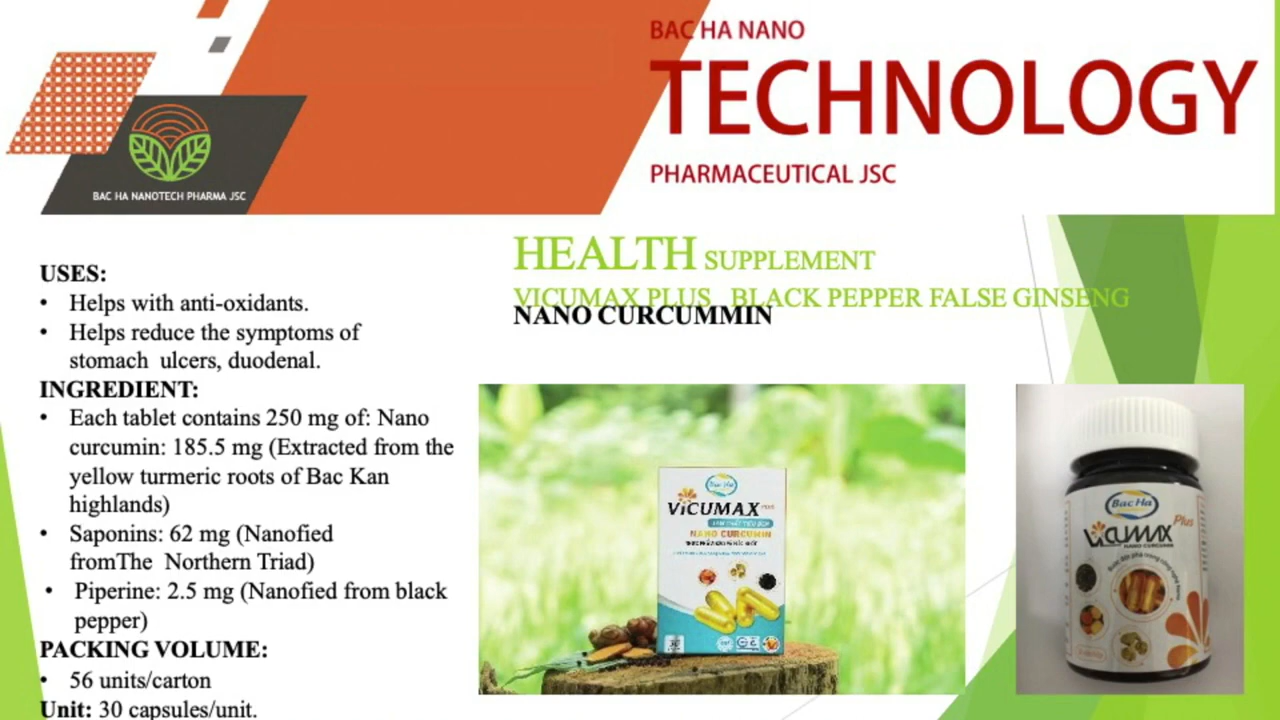 BAC HA NANO
TECHNOLOGY
PHARMACEUTICAL JSC
BAC HA NANOTECH PHARMA JSC
HEALTH SUPPLEMENT
VICUMAX PLUS BLACK PEPPER FALSE GINSENG
NANO CURCUMMIN
USES:
• Helps with anti-oxidants.
• Helps reduce the symptoms of
stomach ulcers, duodenal.
INGREDIENT:
• Each tablet contains 250 mg of: Nano
curcumin: 185.5 mg (Extracted from the
yellow turmeric roots of Bac Kan
highlands)
• Saponins: 62 mg (Nanofied
fromThe Northern Triad)
• Piperine: 2.5 mg (Nanofied from black
pepper)
PACKING VOLUME:
• 56 units/carton
Unit: 30 capsules/unit.
Bac Ha
VICUMAX PLUS
NANO CURCUMIN
Bac Ha
Vicumax Plus
NANO CURCUMIN